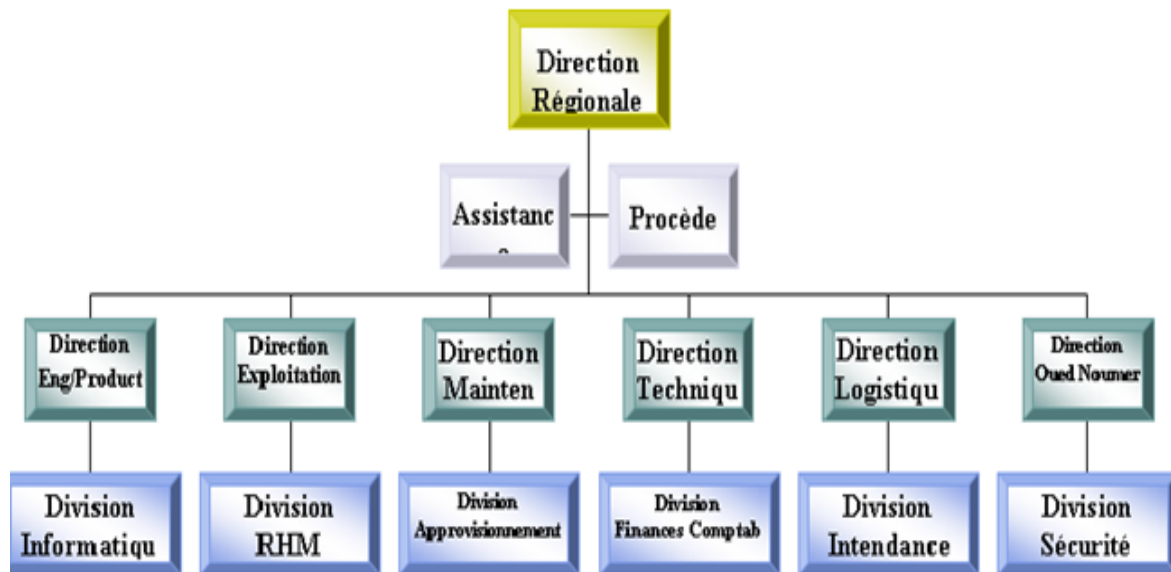 Direction
Régionale
Assistanc
Procède
Direction
Eng/Product
Direction
Exploitation
Direction
Mainten
Direction
Techniqu
Direction
Logistiqu
Direction
Oued Noumer
Division
Informatiqu
Division
RHM
Division
Approvisionnement
Division
Finances Comptab
Division
Intendance
Division
Sécurité